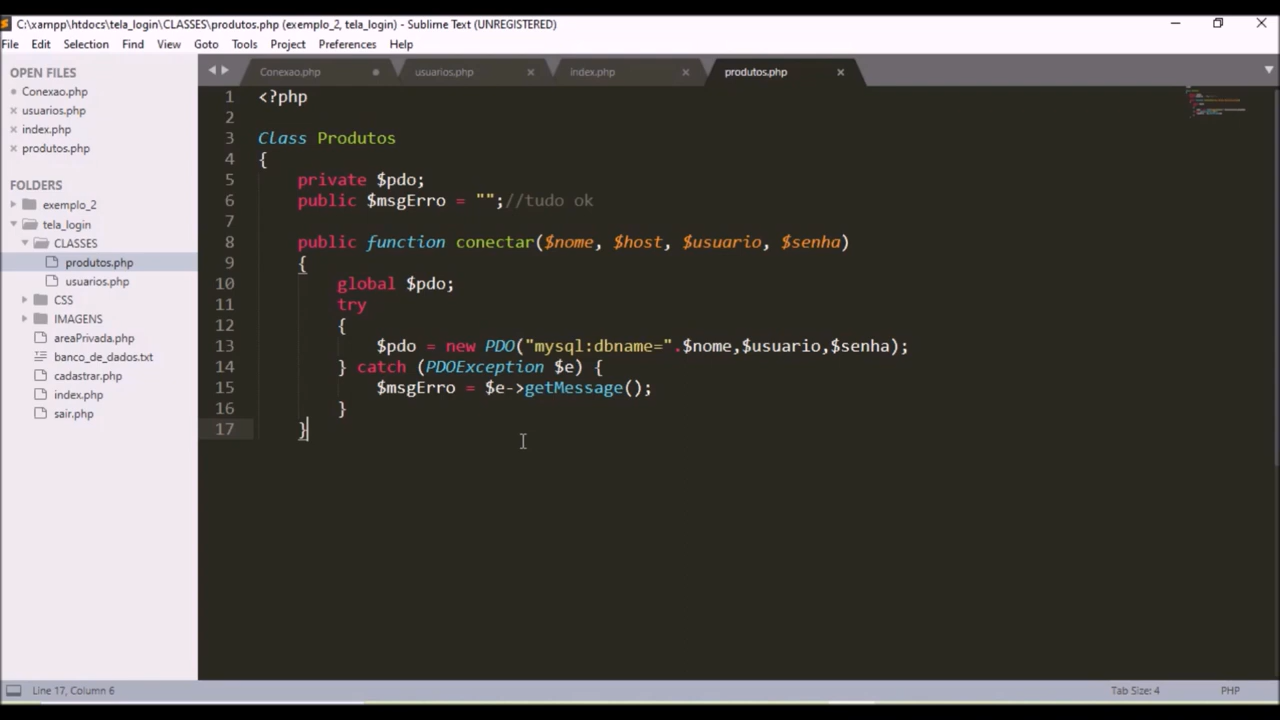 C:\xampp\htdocs\tela_login\CLASSES\produtos.php (exemplo_2, tela_login) - Sublime Text (UNREGISTERED)
File Edit Selection Find View Goto Tools Project Preferences Help
OPEN FILES
Conexao.php
usuarios.php
index.php
produtos.php
FOLDERS
exemplo_2
tela_login
CLASSES
produtos.php
usuarios.php
CSS
IMAGENS
areaPrivada.php
banco_de_dados.txt
cadastrar.php
index.php
sair.php
Conexao.php usuarios.php index.php produtos.php
1 <?php
2
3 Class Produtos
4 {
5 private $pdo;
6 public $msgErro = "";//tudo ok
7
8 public function conectar($nome, $host, $usuario, $senha)
9 {
10 global $pdo;
11 try
12 {
13 $pdo = new PDO("mysql:dbname=".$nome,$usuario,$senha);
14 } catch (PDOException $e) {
15 $msgErro = $e->getMessage();
16 }
17 }
Line 17, Column 6 Tab Size: 4 PHP